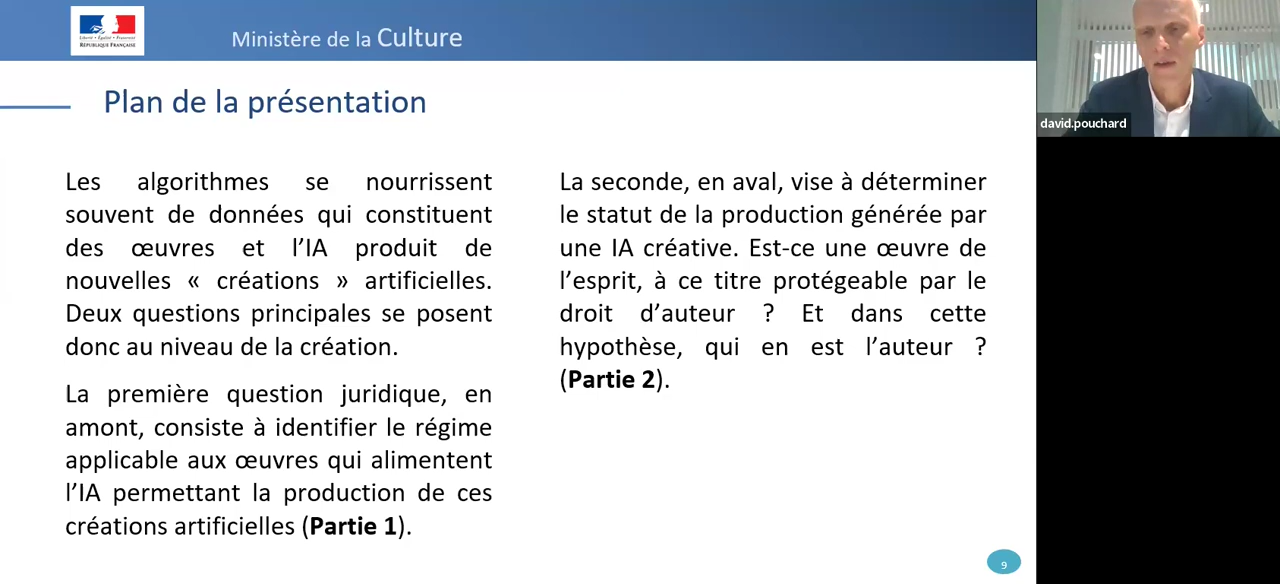 Liberté • Égalité • Fraternité
RÉPUBLIQUE FRANÇAISE
Ministère de la Culture
Plan de la présentation
Les algorithmes se nourrissent
souvent de données qui constituent
des œuvres et l’IA produit de
nouvelles « créations » artificielles.
Deux questions principales se posent
donc au niveau de la création.
La première question juridique, en
amont, consiste à identifier le régime
applicable aux œuvres qui alimentent
l’IA permettant la production de ces
créations artificielles (Partie 1).
La seconde, en aval, vise à déterminer
le statut de la production générée par
une IA créative. Est-ce une œuvre de
l’esprit, à ce titre protégeable par le
droit d’auteur ? Et dans cette
hypothèse, qui en est l’auteur ?
(Partie 2).
9
david.pouchard